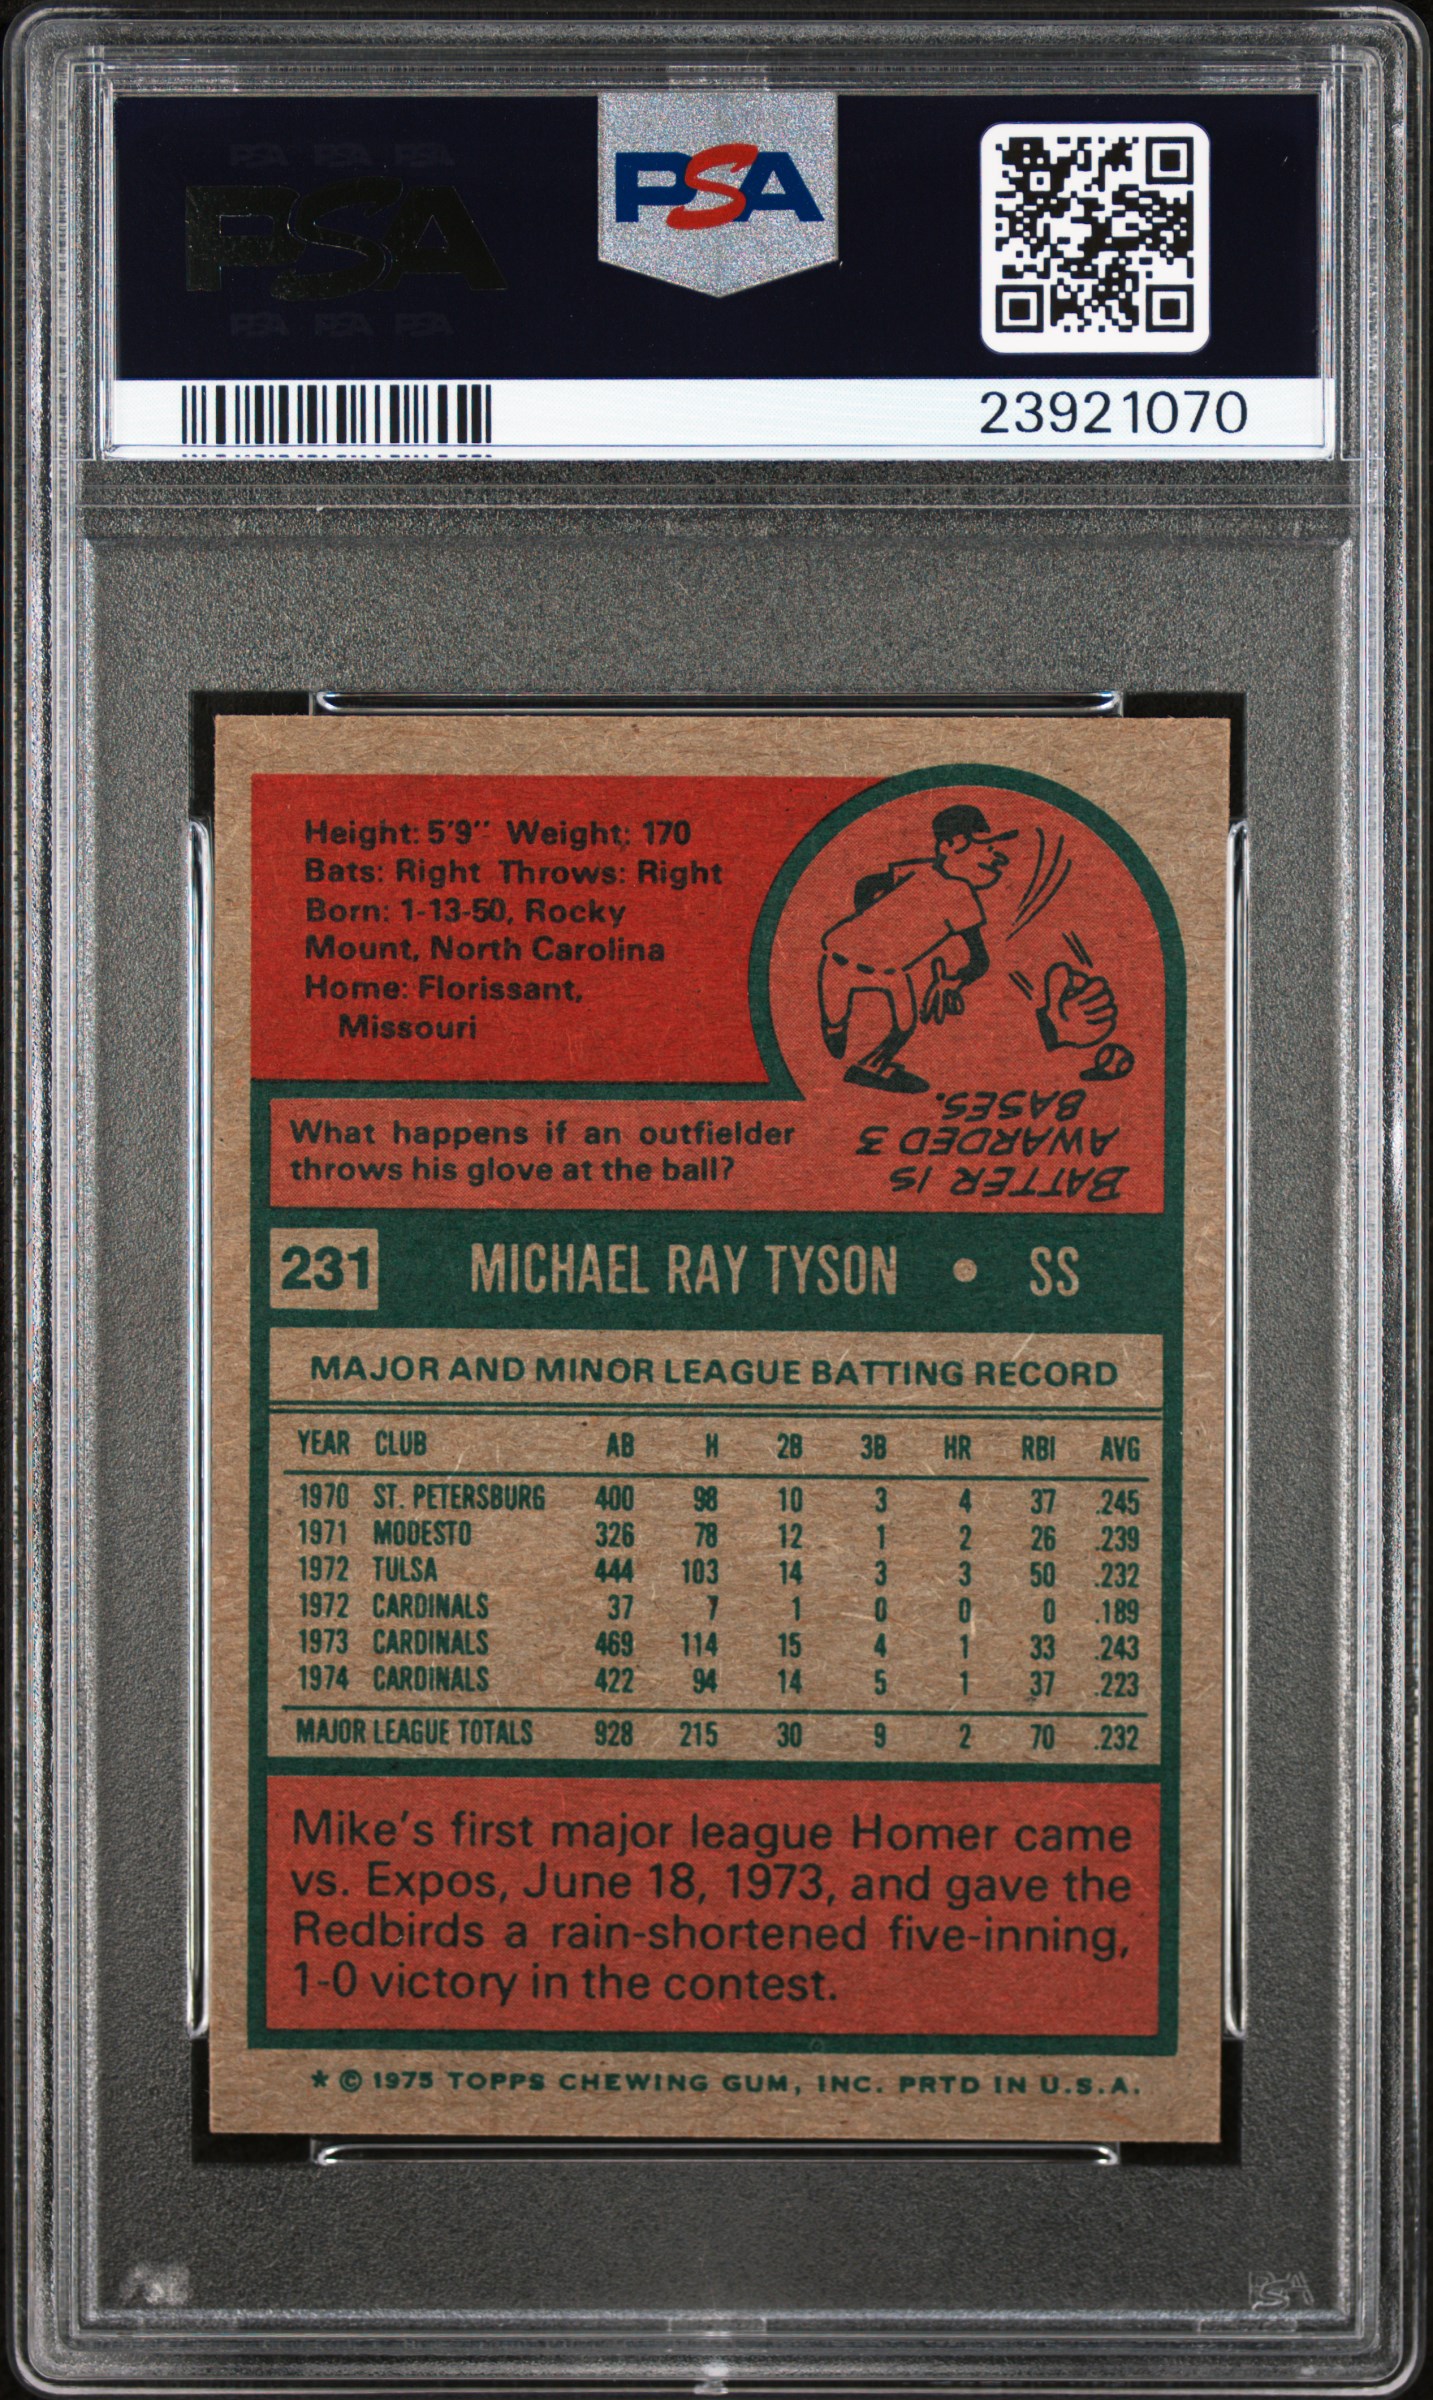 PSA PSA PSA
PSA
PSA PSA PSA
PSA
23921070
Height: 5'9" Weight: 170
Bats: Right Throws: Right
Born: 1-13-50, Rocky
Mount, North Carolina
Home: Florissant,
Missouri
What happens if an outfielder
throws his glove at the ball?
BATTER IS
AWARDED 3
BASES.
231 MICHAEL RAY TYSON • SS
MAJOR AND MINOR LEAGUE BATTING RECORD
YEAR CLUB AB H 2B 3B HR RBI AVG
1970 ST. PETERSBURG 400 98 10 3 4 37 .245
1971 MODESTO 326 78 12 1 2 26 .239
1972 TULSA 444 103 14 3 3 50 .232
1972 CARDINALS 37 7 1 0 0 0 .189
1973 CARDINALS 469 114 15 4 1 33 .243
1974 CARDINALS 422 94 14 5 1 37 .223
MAJOR LEAGUE TOTALS 928 215 30 9 2 70 .232
Mike's first major league Homer came
vs. Expos, June 18, 1973, and gave the
Redbirds a rain-shortened five-inning,
1-0 victory in the contest.
* © 1975 TOPPS CHEWING GUM, INC. PRTD IN U.S.A.
PSA